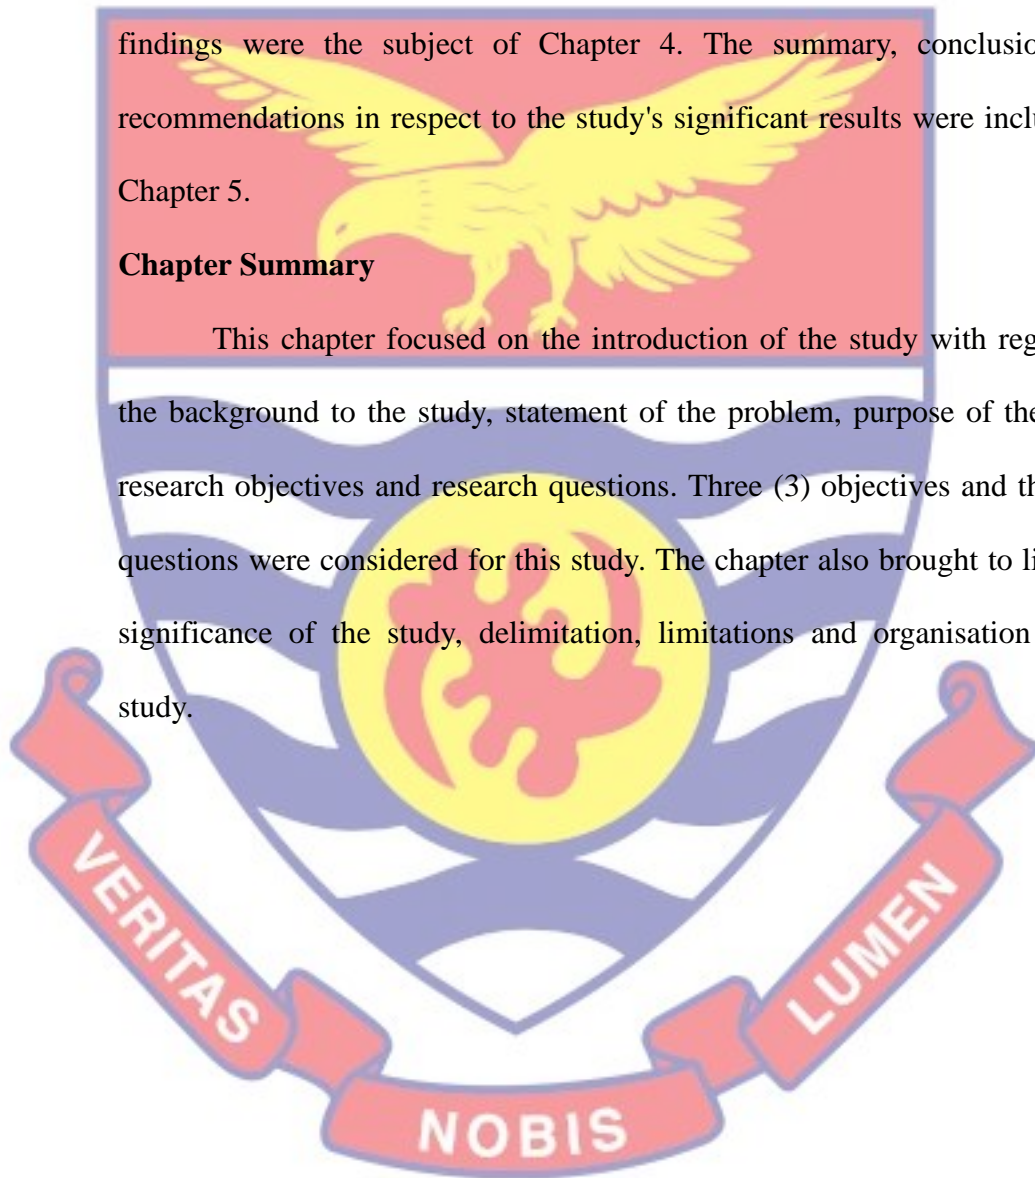 findings were the subject of Chapter 4. The summary, conclusio
recommendations in respect to the study's significant results were inclu
Chapter 5.
Chapter Summary
This chapter focused on the introduction of the study with reg
the background to the study, statement of the problem, purpose of the
research objectives and research questions. Three (3) objectives and th
questions were considered for this study. The chapter also brought to li
significance of the study, delimitation, limitations and organisation
study.
VERITAS
NOBIS
LUMEN